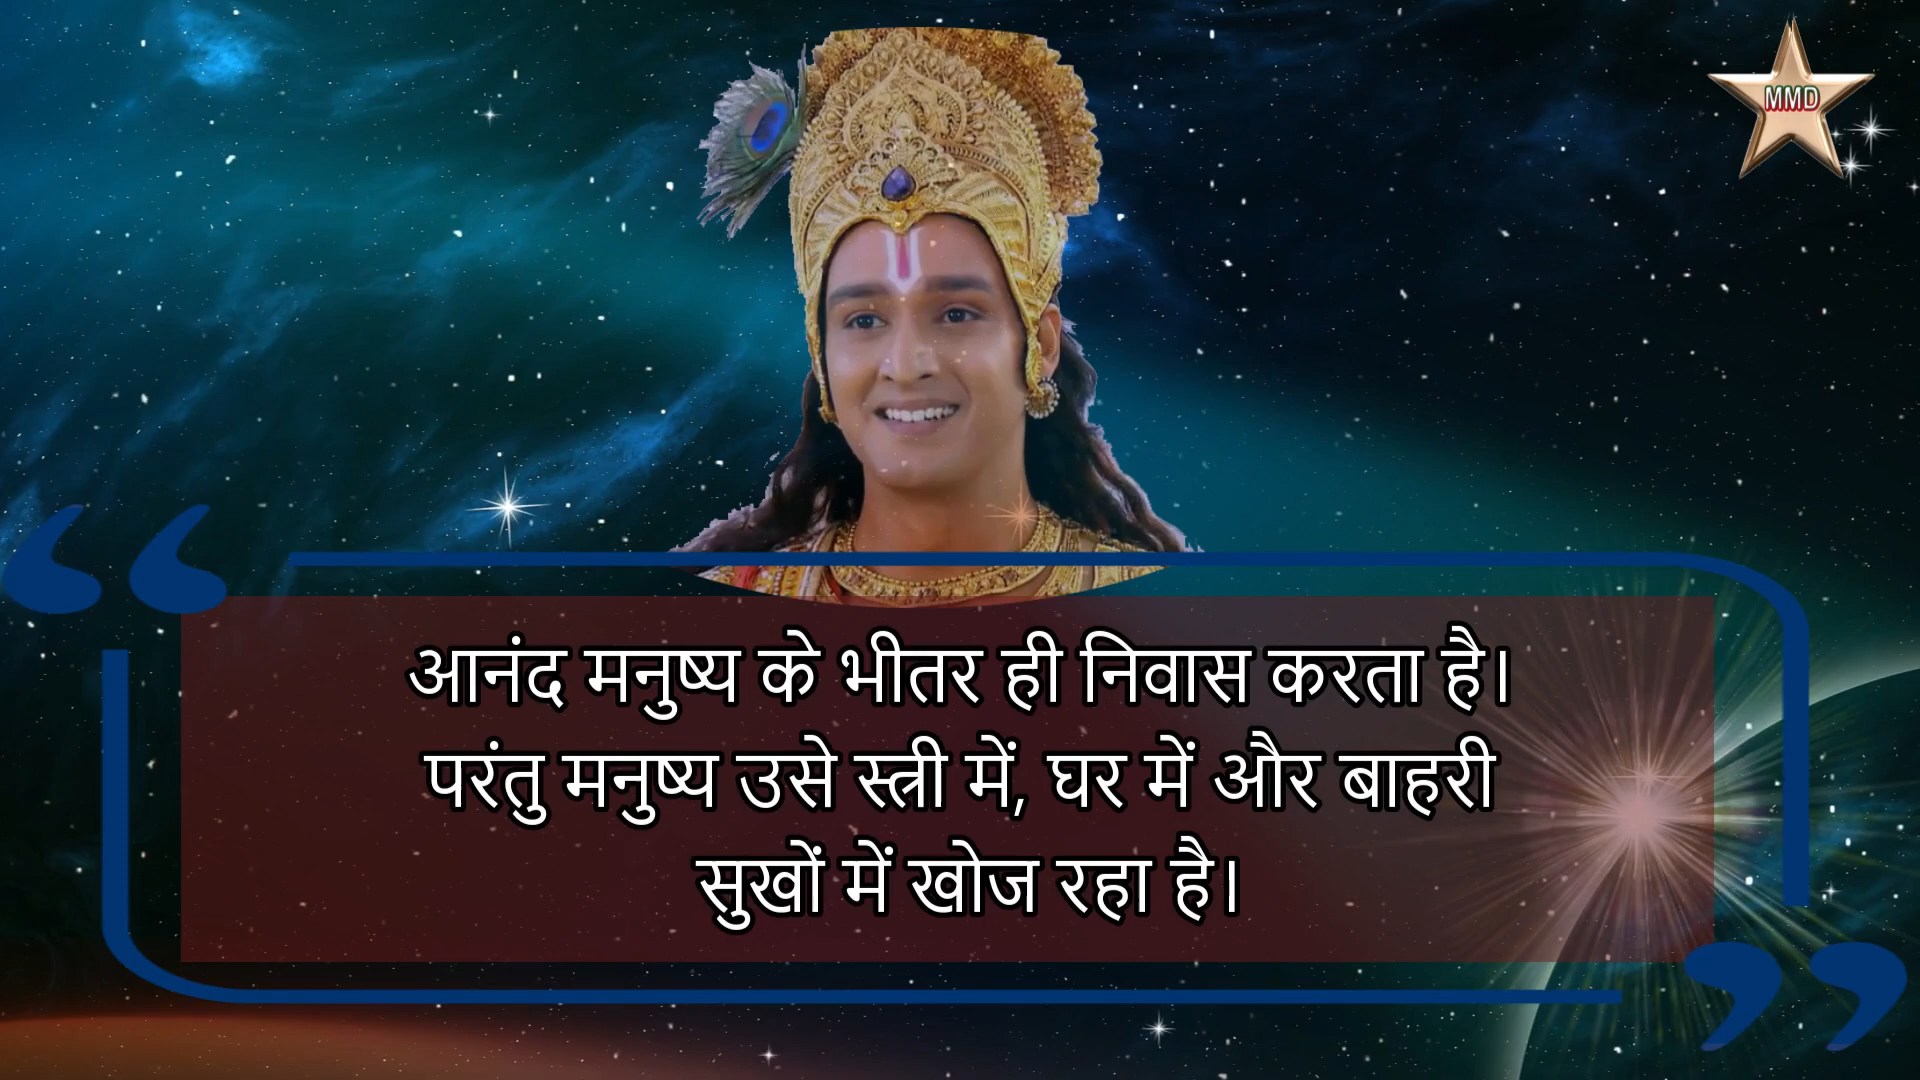 MMD
आनंद मनुष्य के भीतर ही निवास करता है।
परंतु मनुष्य उसे स्त्री में, घर में और बाहरी
सुखों में खोज रहा है।